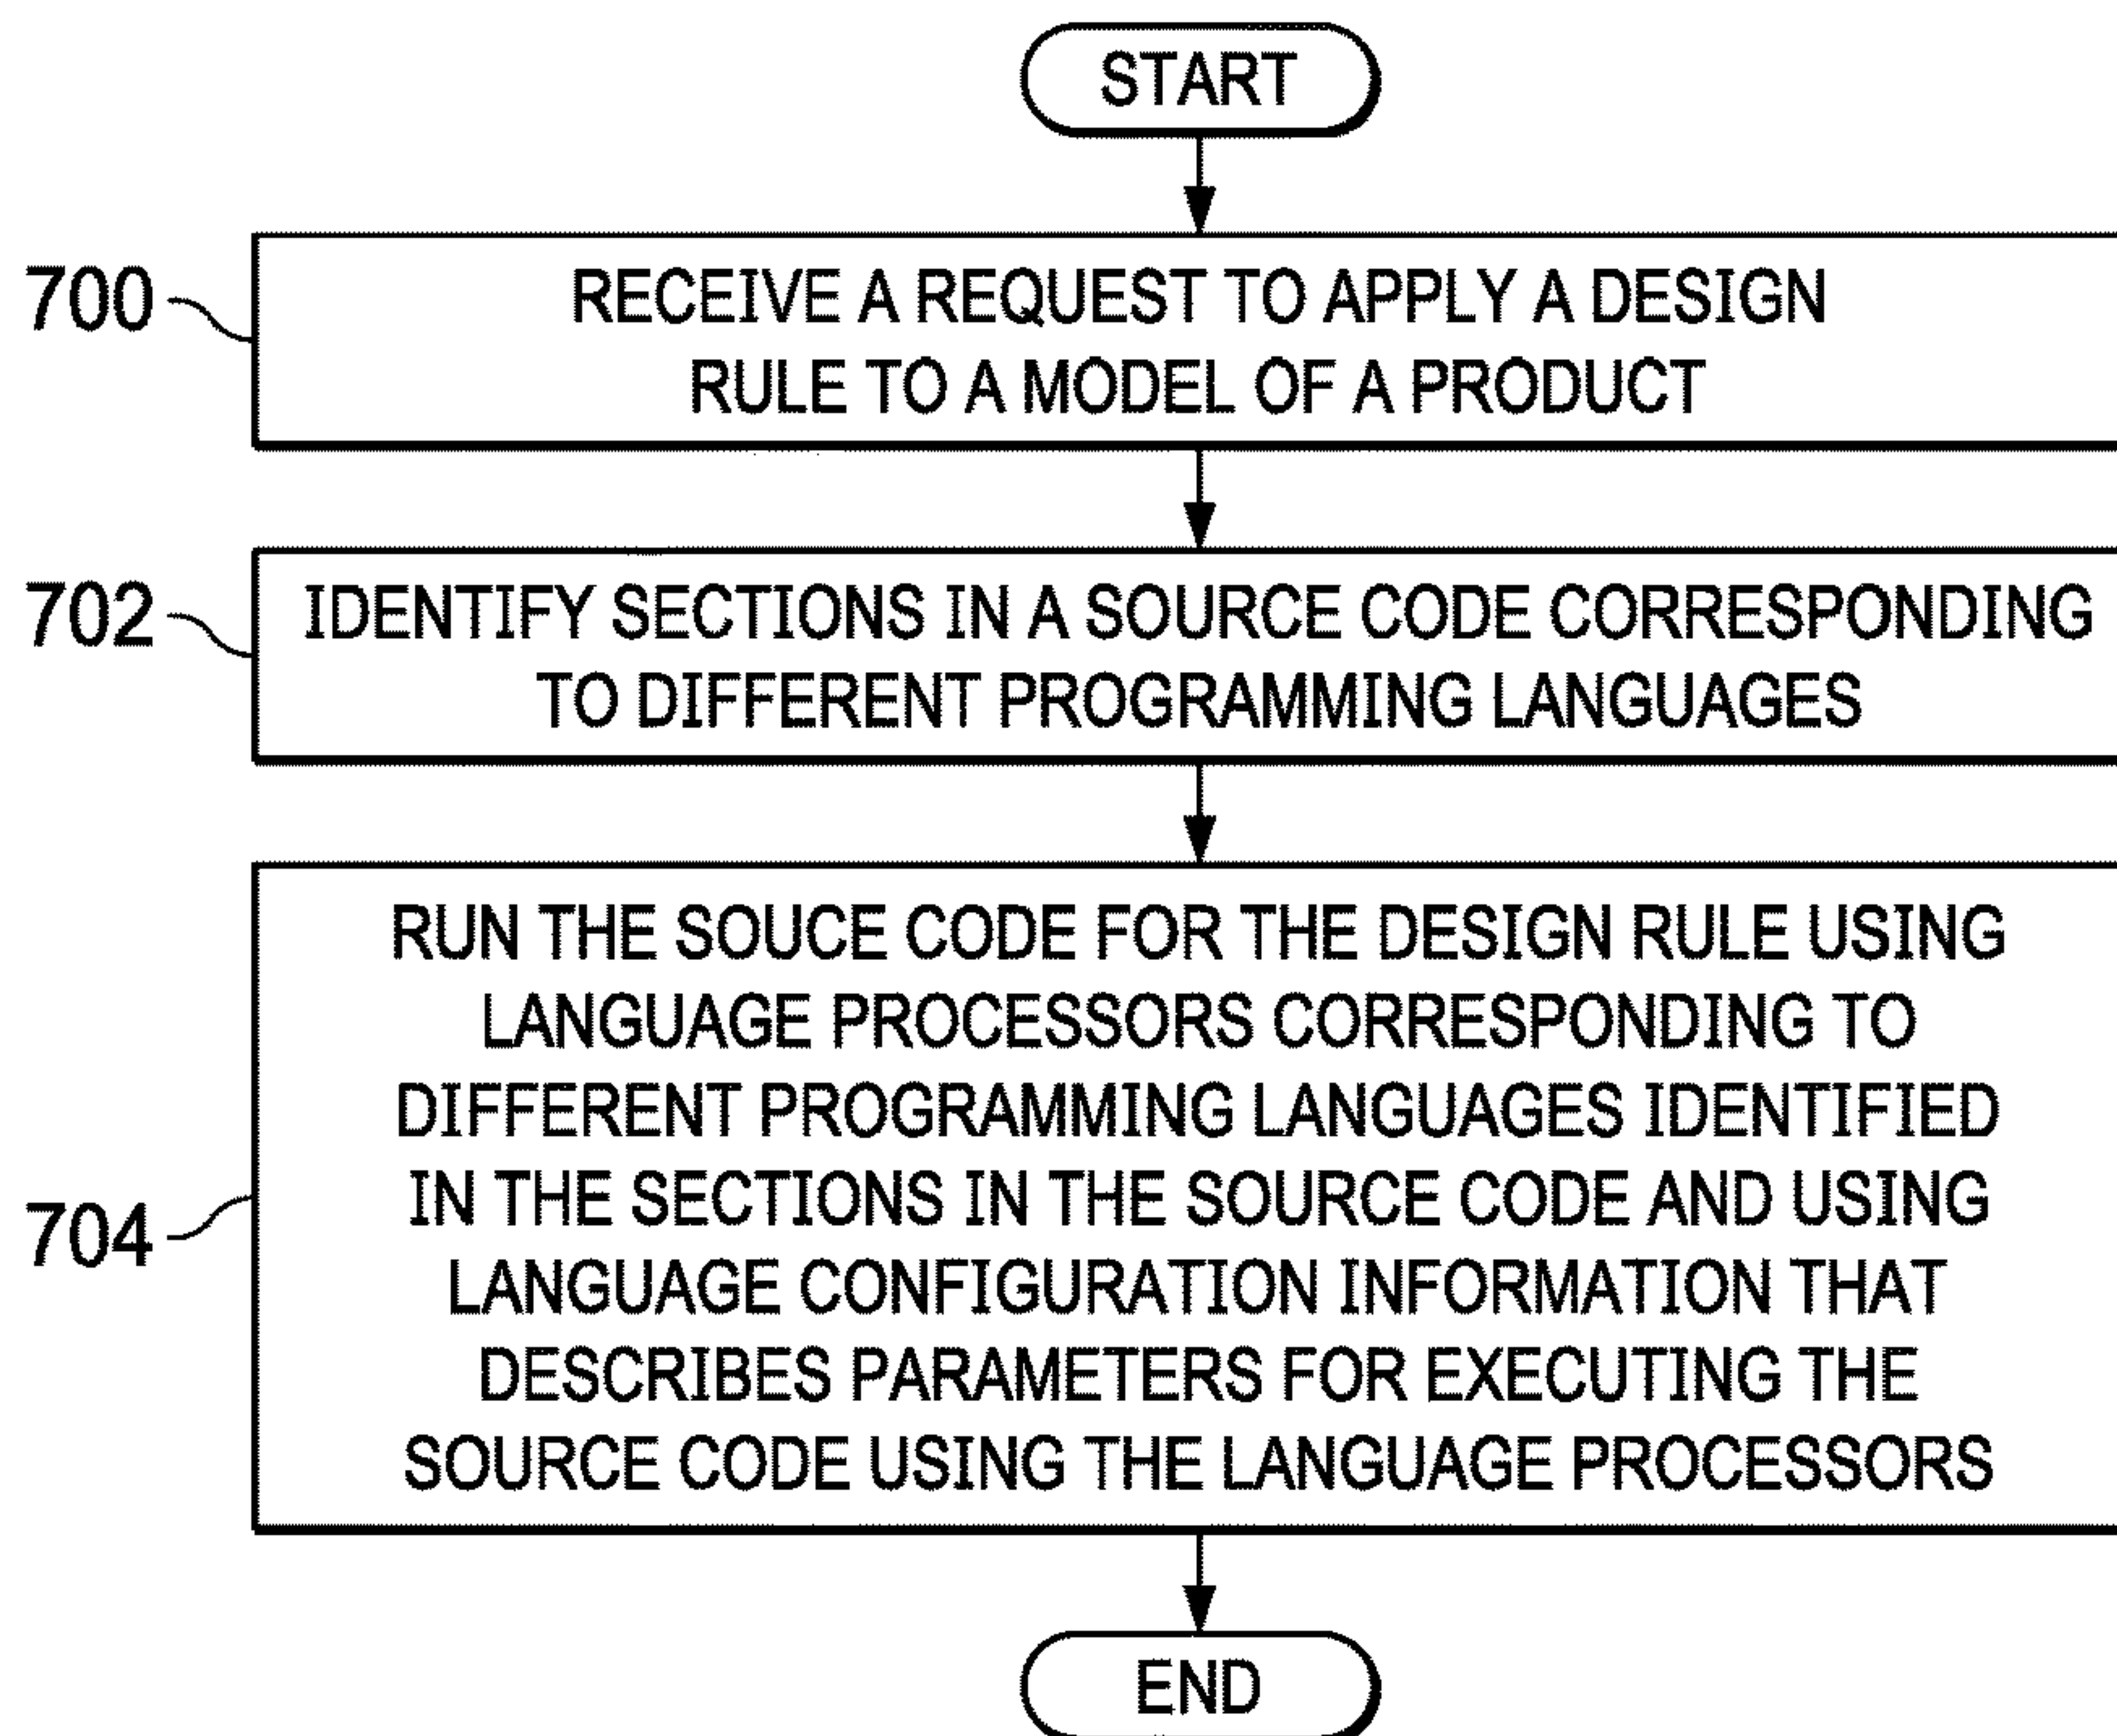 START
700
RECEIVE A REQUEST TO APPLY A DESIGN
RULE TO A MODEL OF A PRODUCT
702
IDENTIFY SECTIONS IN A SOURCE CODE CORRESPONDING
TO DIFFERENT PROGRAMMING LANGUAGES
704
RUN THE SOUCE CODE FOR THE DESIGN RULE USING
LANGUAGE PROCESSORS CORRESPONDING TO
DIFFERENT PROGRAMMING LANGUAGES IDENTIFIED
IN THE SECTIONS IN THE SOURCE CODE AND USING
LANGUAGE CONFIGURATION INFORMATION THAT
DESCRIBES PARAMETERS FOR EXECUTING THE
SOURCE CODE USING THE LANGUAGE PROCESSORS
END